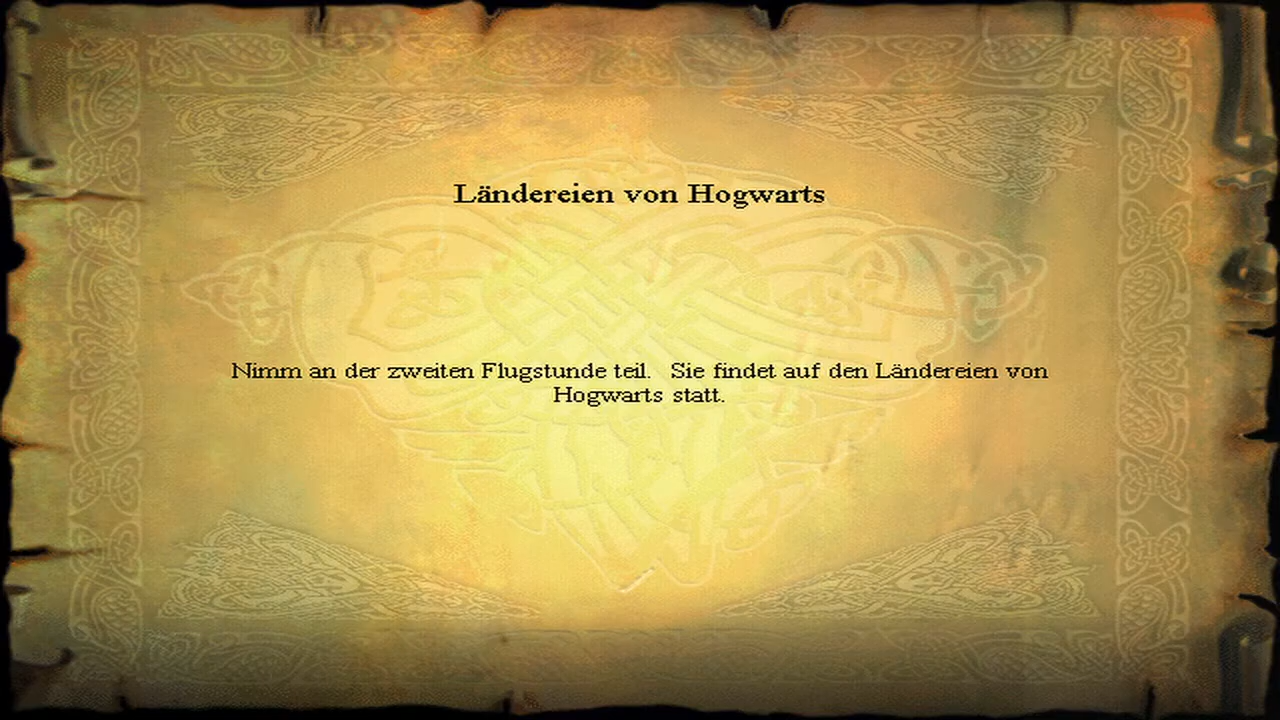 Ländereien von Hogwarts
Nimm an der zweiten Flugstunde teil.  Sie findet auf den Ländereien von
Hogwarts statt.